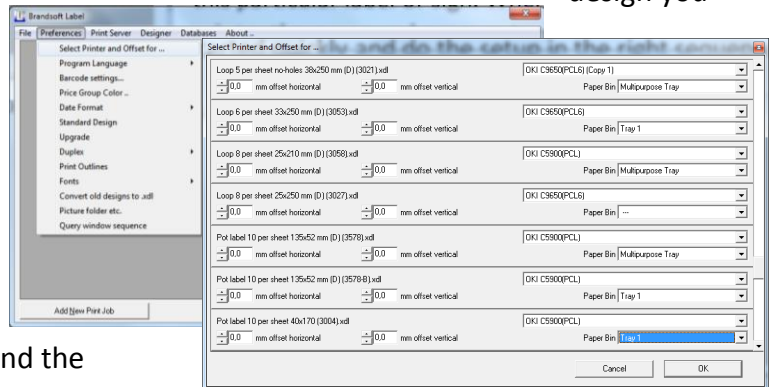 design you
Brandsoft Label
File Preferences Print Server Designer Databases About ..
Select Printer and Offset for ...
Program Language
Barcode settings...
Price Group Color ..
Date Format
Standard Design
Upgrade
Duplex
Print Outlines
Fonts
Convert old designs to .xdl
Picture folder etc.
Query window sequence
Add New Print Job
Select Printer and Offset for ...
Loop 5 per sheet no-holes 38x250 mm (D) (3021).xdl OKI C9650(PCL6) (Copy 1)
0,0 mm offset horizontal 0,0 mm offset vertical Paper Bin Multipurpose Tray
Loop 6 per sheet 33x250 mm (D) (3053).xdl OKI C9650(PCL6)
0,0 mm offset horizontal 0,0 mm offset vertical Paper Bin Tray 1
Loop 8 per sheet 25x210 mm (D) (3058).xdl OKI C5900(PCL)
0,0 mm offset horizontal 0,0 mm offset vertical Paper Bin Multipurpose Tray
Loop 8 per sheet 25x250 mm (D) (3027).xdl OKI C9650(PCL6)
0,0 mm offset horizontal 0,0 mm offset vertical Paper Bin ---
Pot label 10 per sheet 135x52 mm (D) (3578).xdl OKI C5900(PCL)
0,0 mm offset horizontal 0,0 mm offset vertical Paper Bin Multipurpose Tray
Pot label 10 per sheet 135x52 mm (D) (3578-B).xdl OKI C5900(PCL)
0,0 mm offset horizontal 0,0 mm offset vertical Paper Bin Tray 1
Pot label 10 per sheet 40x170 (3004).xdl OKI C5900(PCL)
0,0 mm offset horizontal 0,0 mm offset vertical Paper Bin Tray 1
Cancel OK
nd the